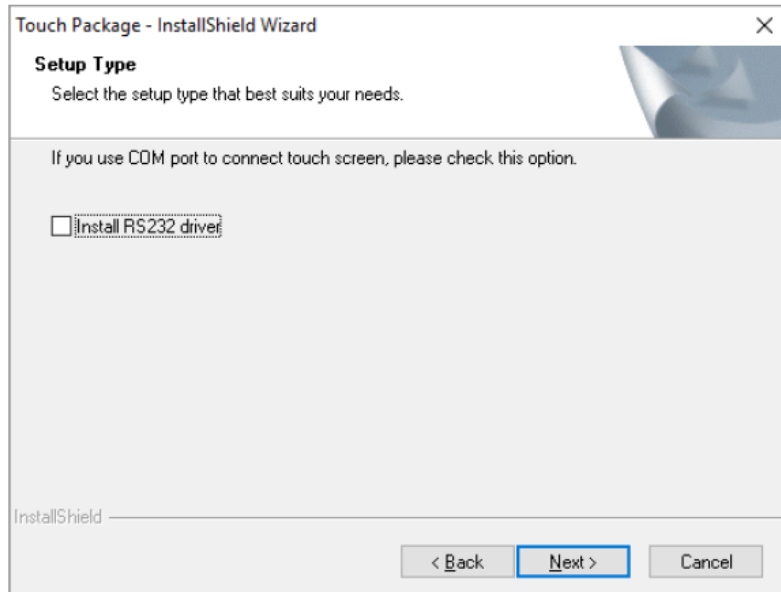 Touch Package - InstallShield Wizard
Setup Type
Select the setup type that best suits your needs.
If you use COM port to connect touch screen, please check this option.
Install RS232 driver
InstallShield
< Back Next > Cancel